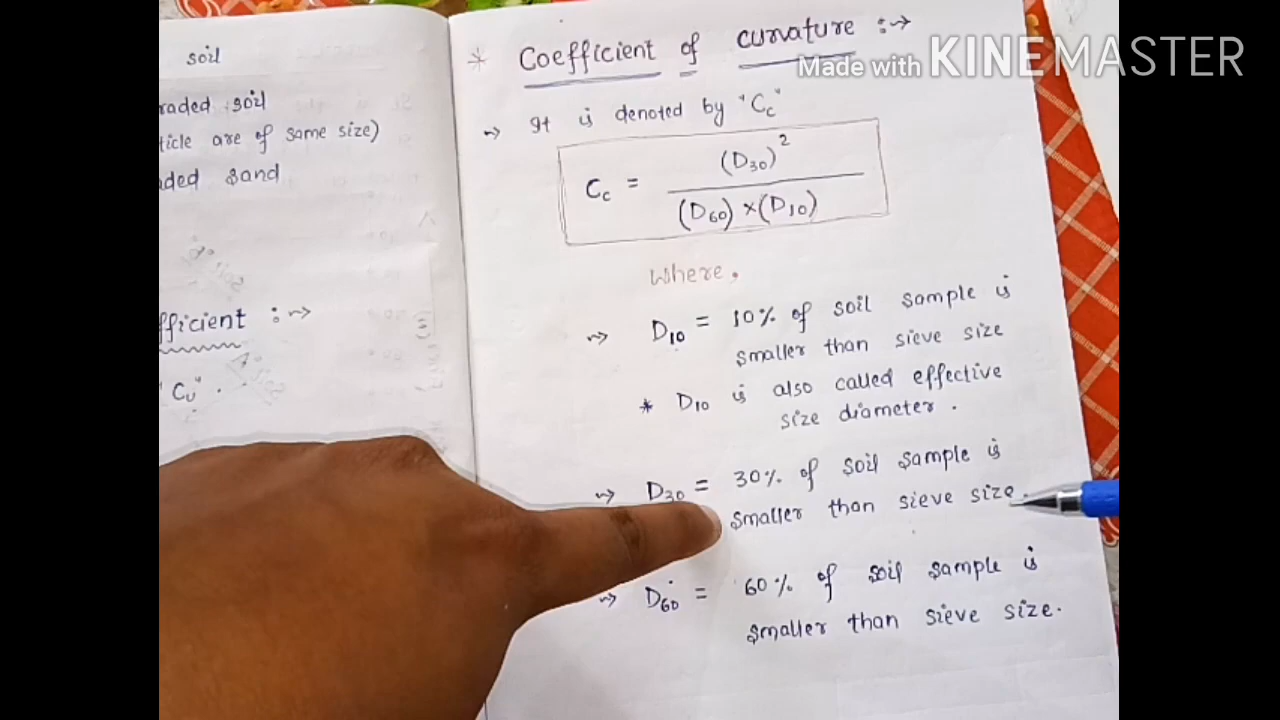 soil
raded soil
ticle are of same size)
ded sand
fficient :⇝
"Cu".
* Coefficient of curvature :⇝
Made with KINEMASTER
⇝ It is denoted by "Cc"
Cc = (D30)² / (D60) × (D10)
where,
⇝ D10 = 10% of soil sample is
smaller than sieve size
* D10 is also called effective
size diameter.
⇝ D30 = 30% of soil sample is
smaller than sieve size.
⇝ D60 = 60% of soil sample is
smaller than sieve size.